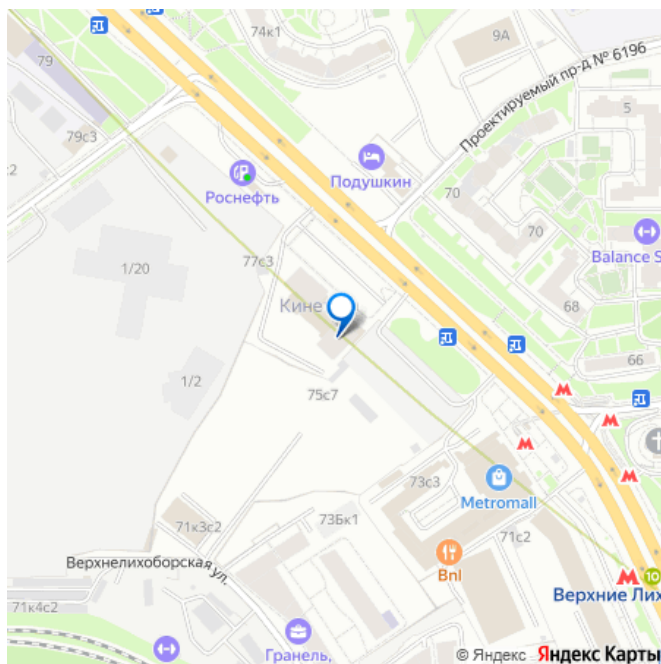 74к1
9А
79
Проектируемый пр-д № 6196
5
79с3
Подушкин
Роснефть
70
70
Balance S
77с3
1/20
Кине
68
66
1/2
75с7
73с3
Metromall
71к3с2
73Бк1
71с2
Верхнелихоборская ул.
Bnl
10
Верхние Лих
71к4с2
Гранель,
© Яндекс Яндекс Карты